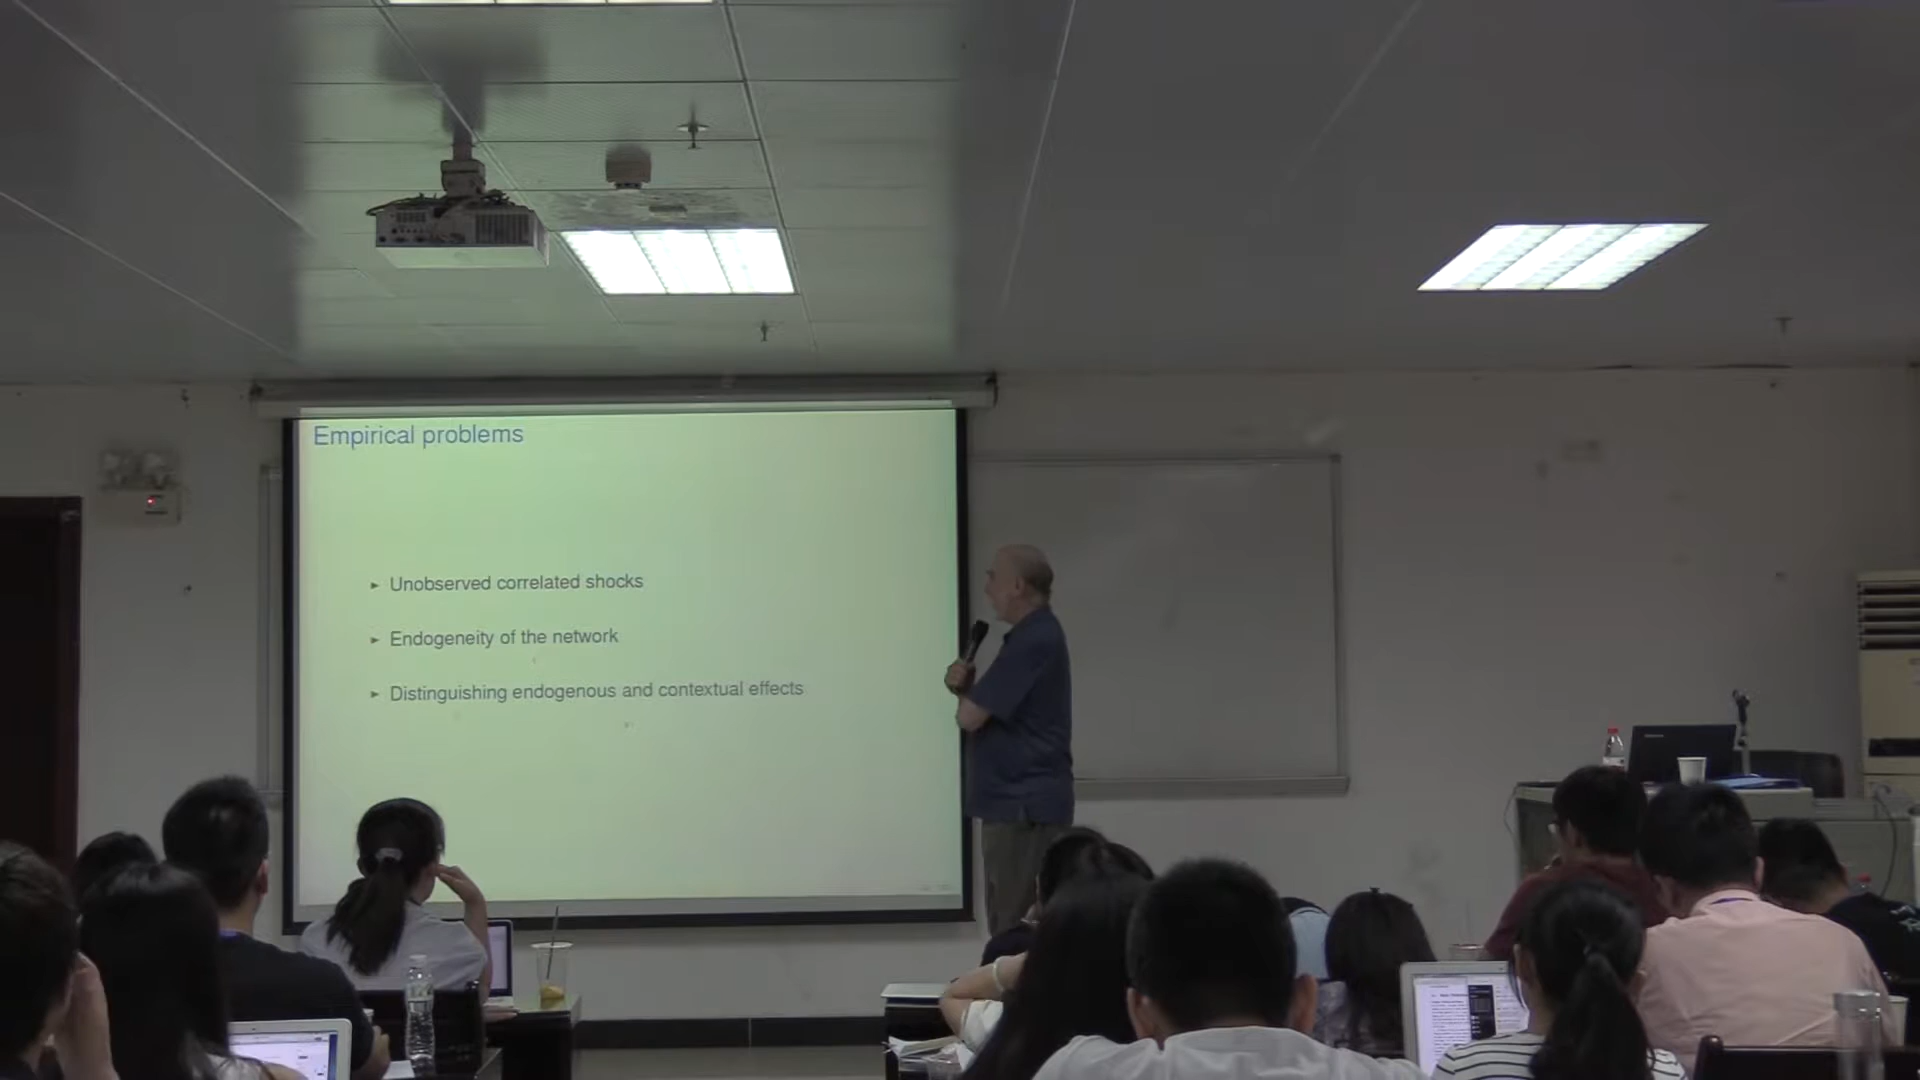 Empirical problems
► Unobserved correlated shocks
► Endogeneity of the network
► Distinguishing endogenous and contextual effects